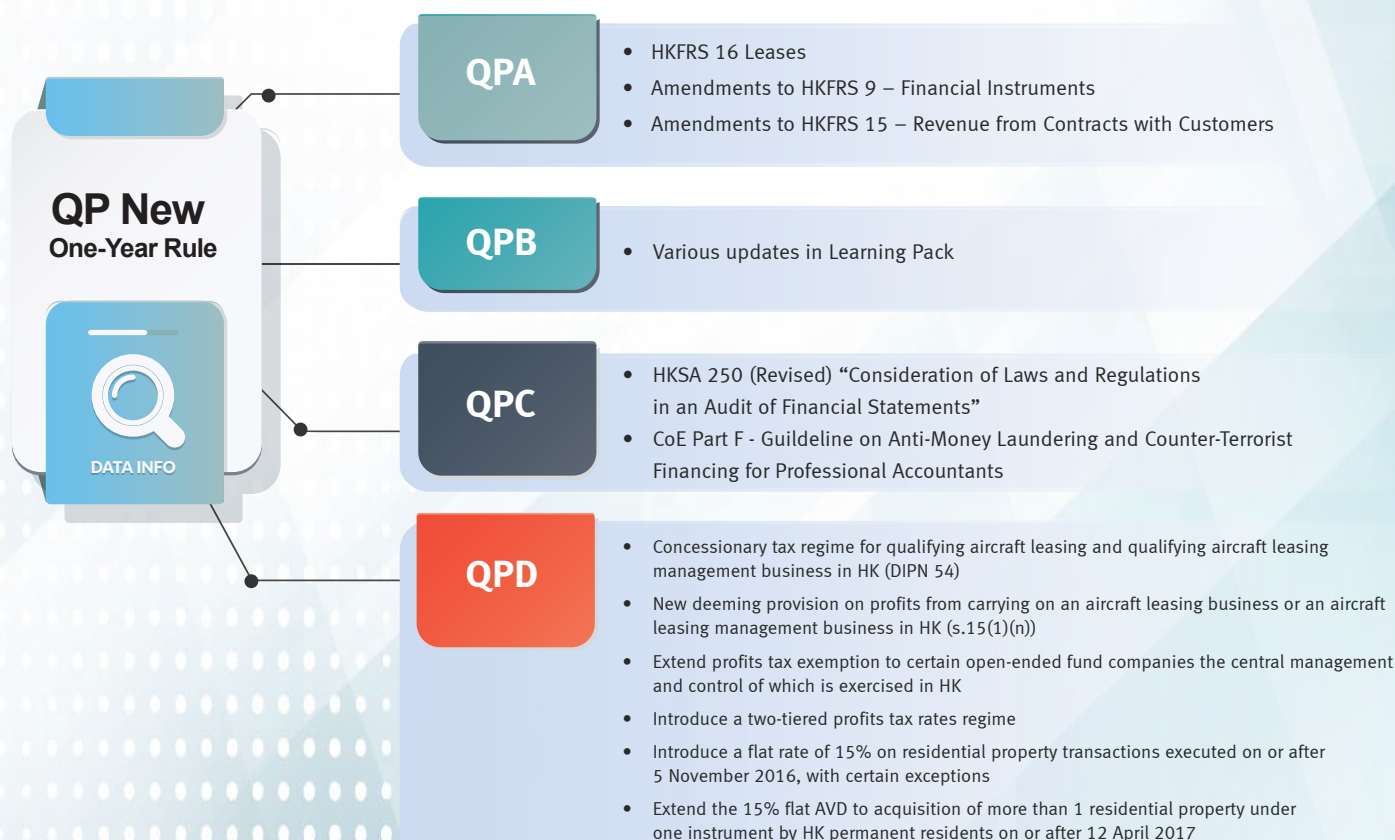 QP New
One-Year Rule
DATA INFO
QPA
• HKFRS 16 Leases
• Amendments to HKFRS 9 – Financial Instruments
• Amendments to HKFRS 15 – Revenue from Contracts with Customers
QPB
• Various updates in Learning Pack
QPC
• HKSA 250 (Revised) “Consideration of Laws and Regulations
in an Audit of Financial Statements”
• CoE Part F - Guildeline on Anti-Money Laundering and Counter-Terrorist
Financing for Professional Accountants
QPD
• Concessionary tax regime for qualifying aircraft leasing and qualifying aircraft leasing
management business in HK (DIPN 54)
• New deeming provision on profits from carrying on an aircraft leasing business or an aircraft
leasing management business in HK (s.15(1)(n))
• Extend profits tax exemption to certain open-ended fund companies the central management
and control of which is exercised in HK
• Introduce a two-tiered profits tax rates regime
• Introduce a flat rate of 15% on residential property transactions executed on or after
5 November 2016, with certain exceptions
• Extend the 15% flat AVD to acquisition of more than 1 residential property under
one instrument by HK permanent residents on or after 12 April 2017